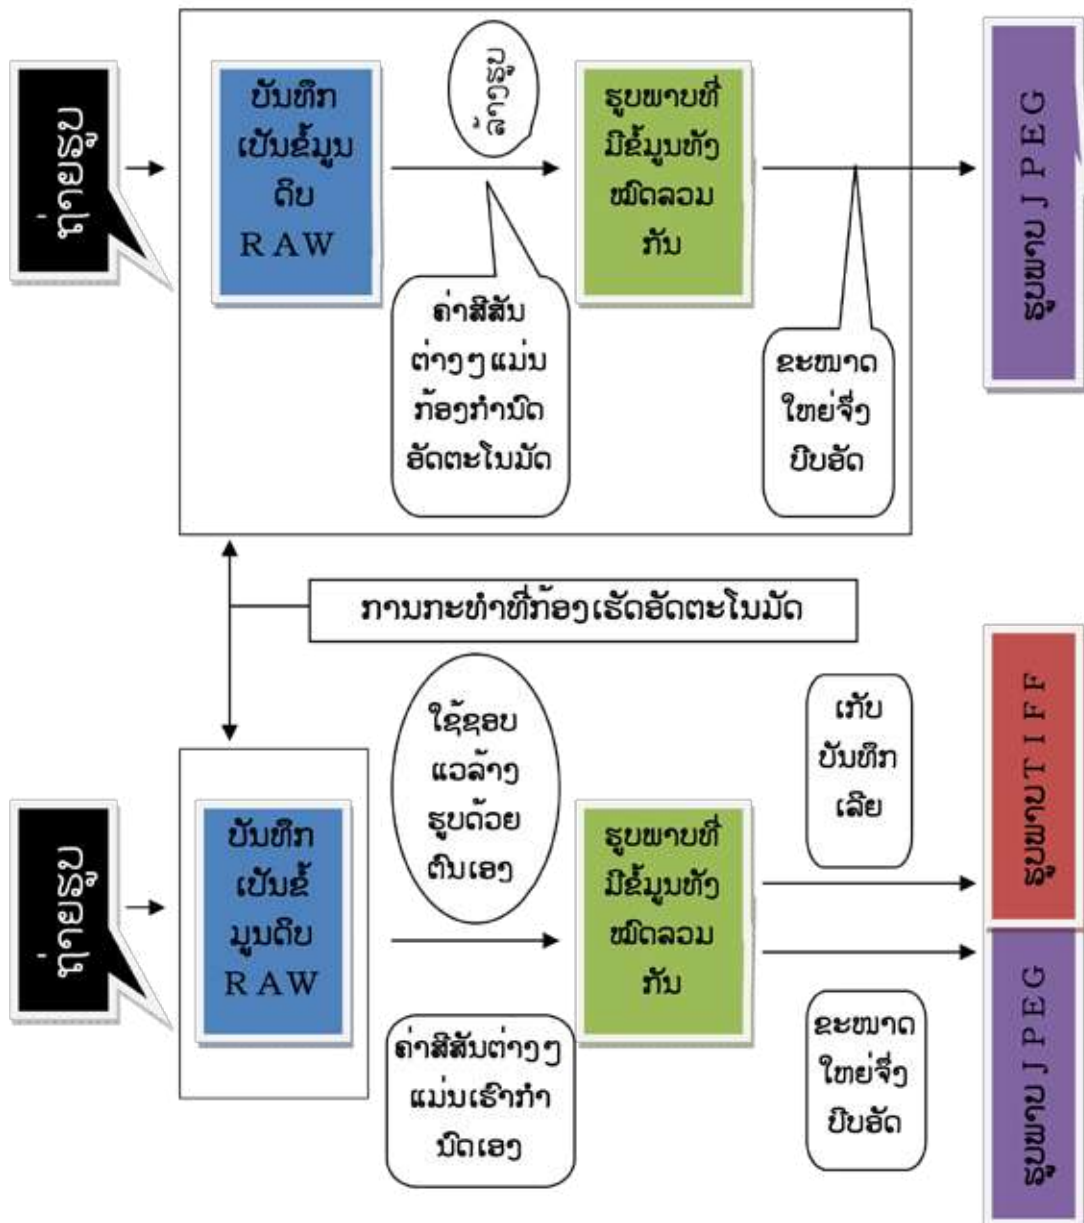 ຖ່າຍຮູບ
ບັນທຶກ
ເປັນຂໍ້ມູນ
ດິບ
RAW
ລ້າງຮູບ
ຮູບພາບທີ່
ມີຂໍ້ມູນທັງ
ໝົດລວມ
ກັນ
ຮູບພາບ JPEG
ຄ່າສີສັນ
ຕ່າງໆແມ່ນ
ກ້ອງກຳນົດ
ອັດຕະໂນມັດ
ຂະໜາດ
ໃຫຍ່ຈຶ່ງ
ບີບອັດ
ການກະທຳທີ່ກ້ອງເຮັດອັດຕະໂນມັດ
ຖ່າຍຮູບ
ບັນທຶກ
ເປັນຂໍ້
ມູນດິບ
RAW
ໃຊ້ຊອບ
ແວລ້າງ
ຮູບດ້ວຍ
ຕົນເອງ
ຄ່າສີສັນຕ່າງໆ
ແມ່ນເຮົາກຳ
ນົດເອງ
ຮູບພາບທີ່
ມີຂໍ້ມູນທັງ
ໝົດລວມ
ກັນ
ເກັບ
ບັນທຶກ
ເລີຍ
ຮູບພາບ TIFF
ຂະໜາດ
ໃຫຍ່ຈຶ່ງ
ບີບອັດ
ຮູບພາບ JPEG